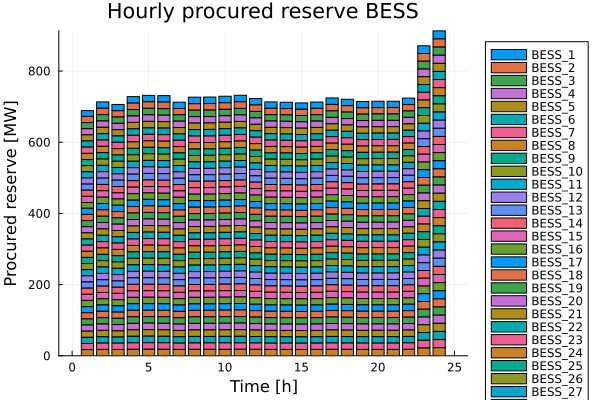 Hourly procured reserve BESS
Procured reserve [MW]
800
600
400
200
0
0
5
10
15
20
25
Time [h]
BESS_1
BESS_2
BESS_3
BESS_4
BESS_5
BESS_6
BESS_7
BESS_8
BESS_9
BESS_10
BESS_11
BESS_12
BESS_13
BESS_14
BESS_15
BESS_16
BESS_17
BESS_18
BESS_19
BESS_20
BESS_21
BESS_22
BESS_23
BESS_24
BESS_25
BESS_26
BESS_27